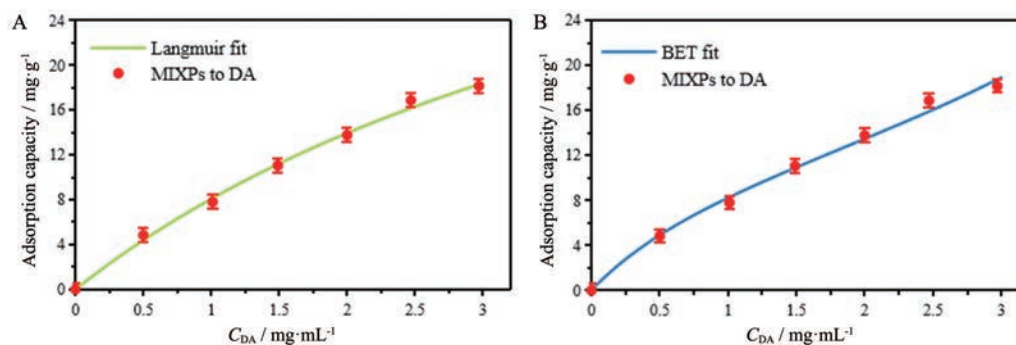 A
Adsorption capacity / mg·g⁻¹
24
20
16
12
8
4
0
Langmuir fit
MIXPs to DA
0 0.5 1 1.5 2 2.5 3
C_DA / mg·mL⁻¹
B
Adsorption capacity / mg·g⁻¹
24
20
16
12
8
4
0
BET fit
MIXPs to DA
0 0.5 1 1.5 2 2.5 3
C_DA / mg·mL⁻¹